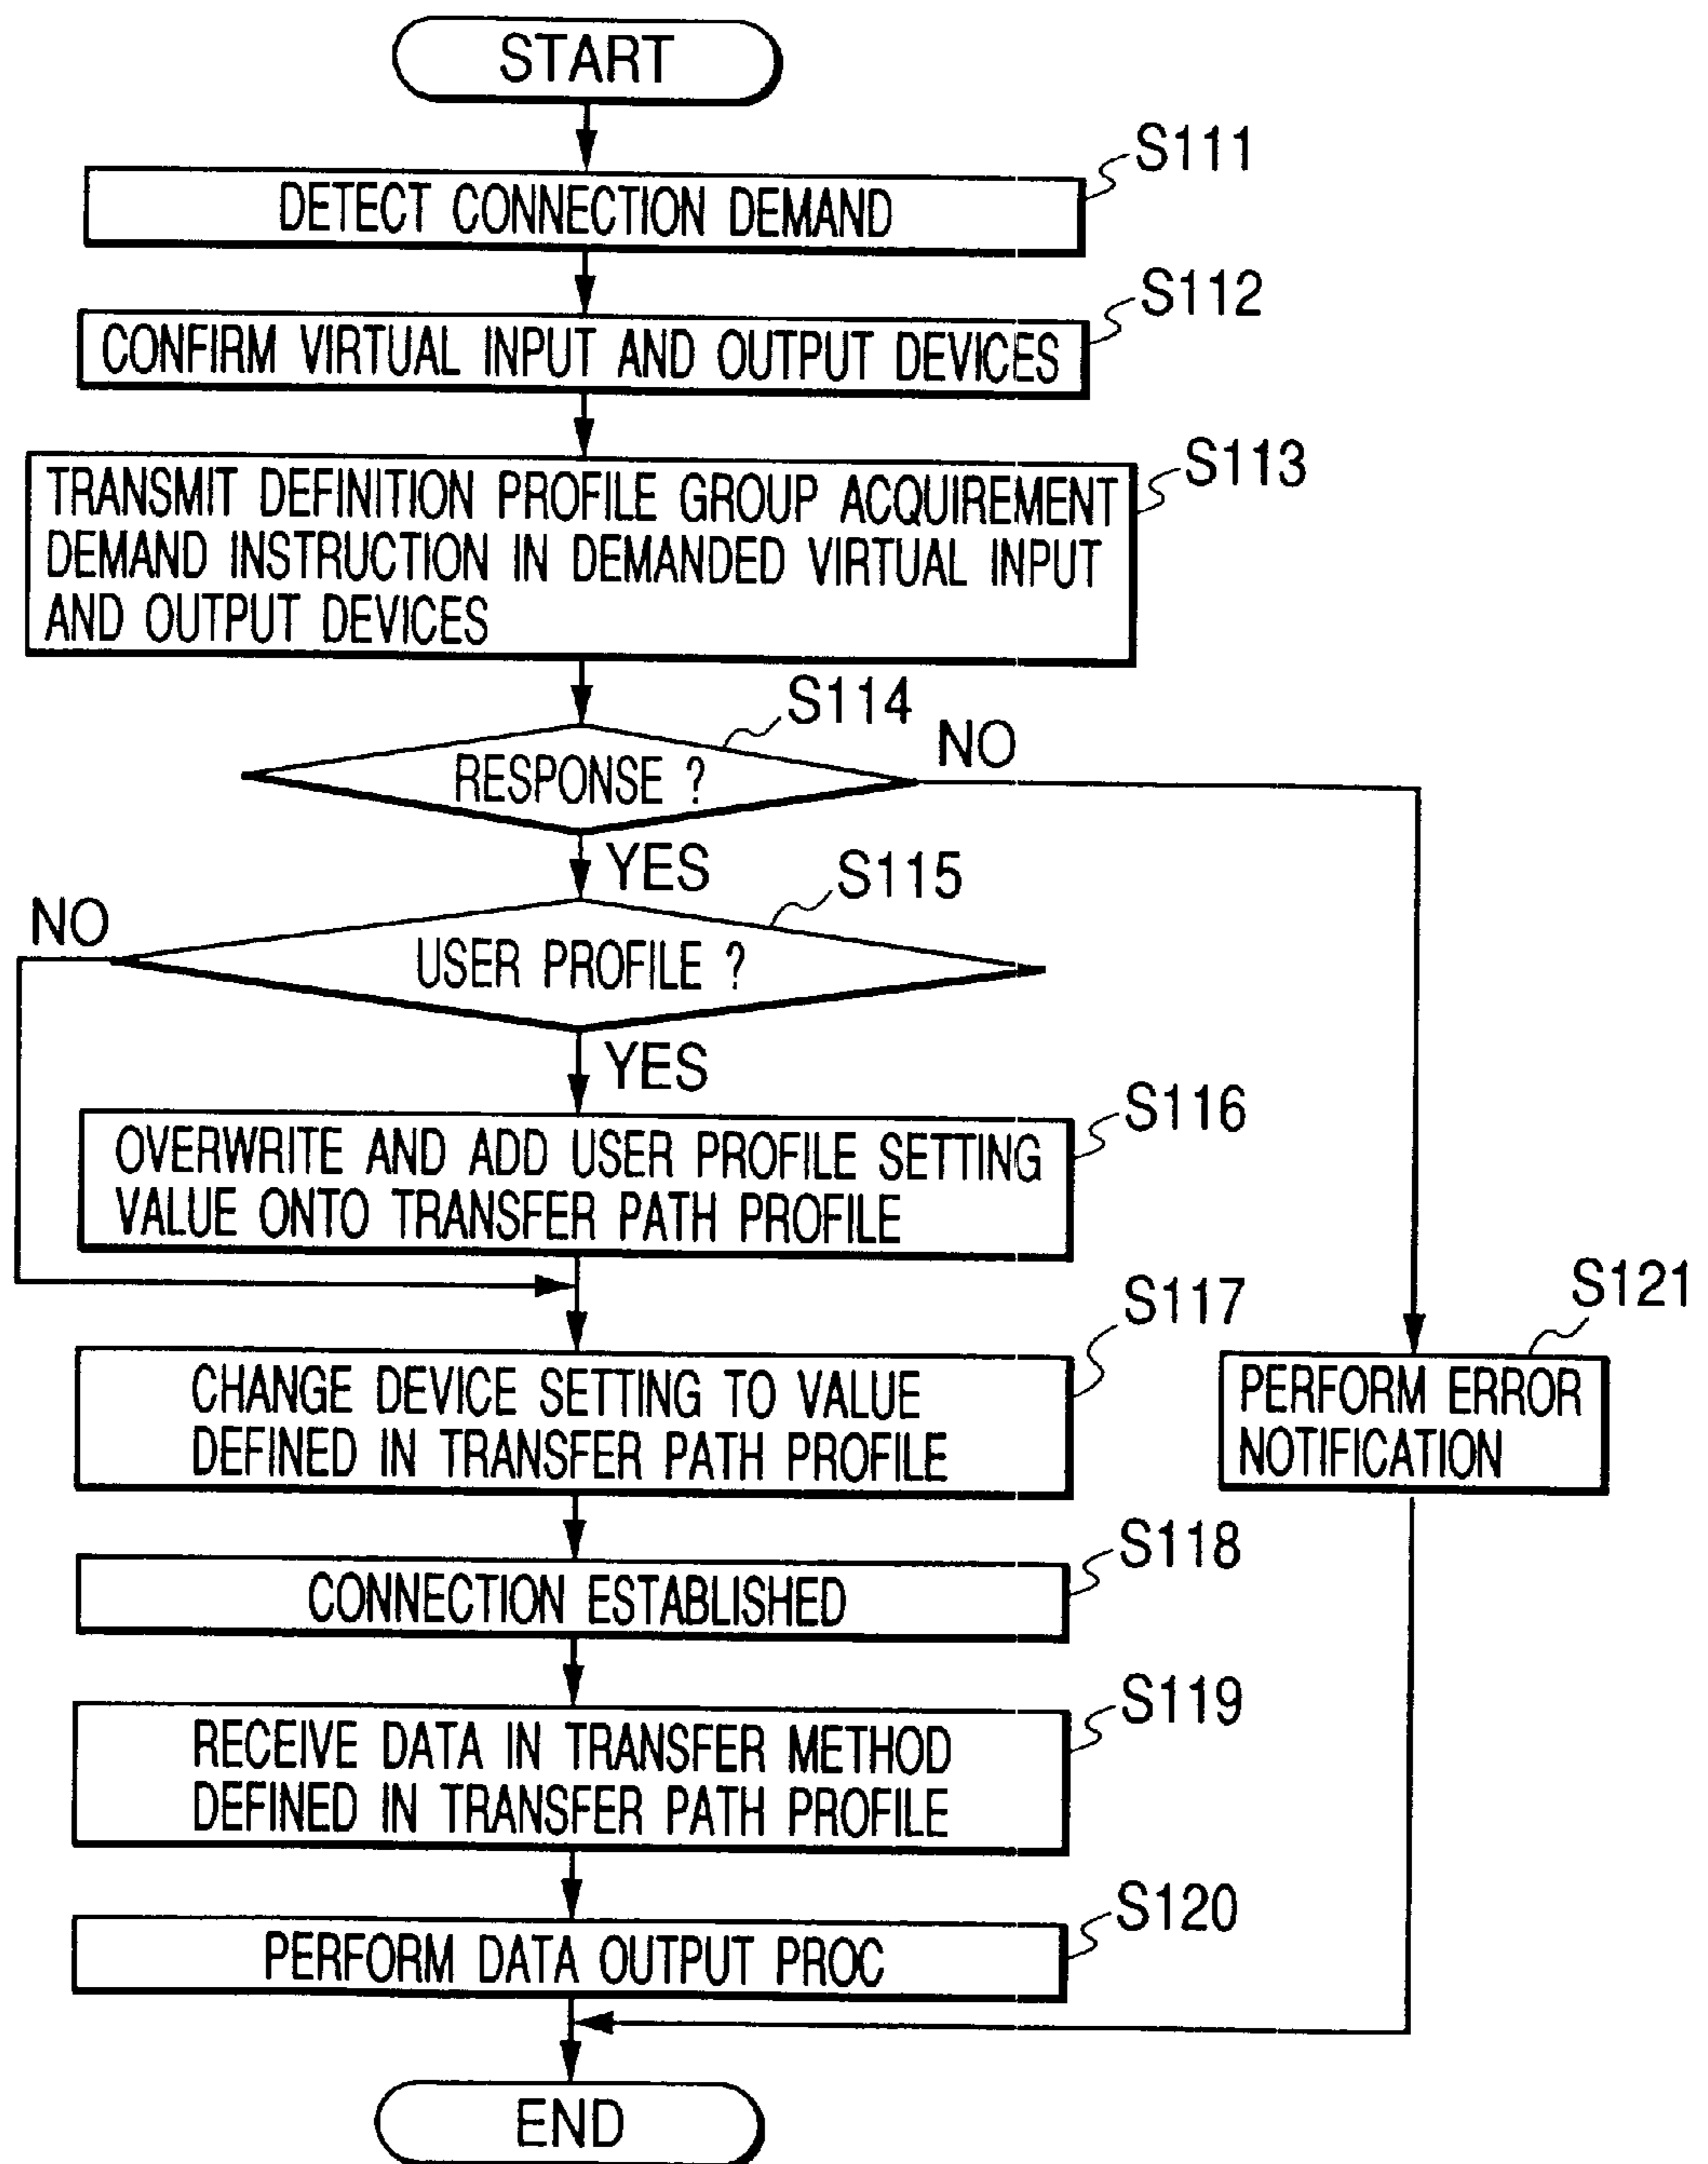 START
S111
DETECT CONNECTION DEMAND
S112
CONFIRM VIRTUAL INPUT AND OUTPUT DEVICES
S113
TRANSMIT DEFINITION PROFILE GROUP ACQUIREMENT
DEMAND INSTRUCTION IN DEMANDED VIRTUAL INPUT
AND OUTPUT DEVICES
S114
RESPONSE ?
NO
YES
S115
USER PROFILE ?
NO
YES
S116
OVERWRITE AND ADD USER PROFILE SETTING
VALUE ONTO TRANSFER PATH PROFILE
S117
CHANGE DEVICE SETTING TO VALUE
DEFINED IN TRANSFER PATH PROFILE
S121
PERFORM ERROR
NOTIFICATION
S118
CONNECTION ESTABLISHED
S119
RECEIVE DATA IN TRANSFER METHOD
DEFINED IN TRANSFER PATH PROFILE
S120
PERFORM DATA OUTPUT PROC
END